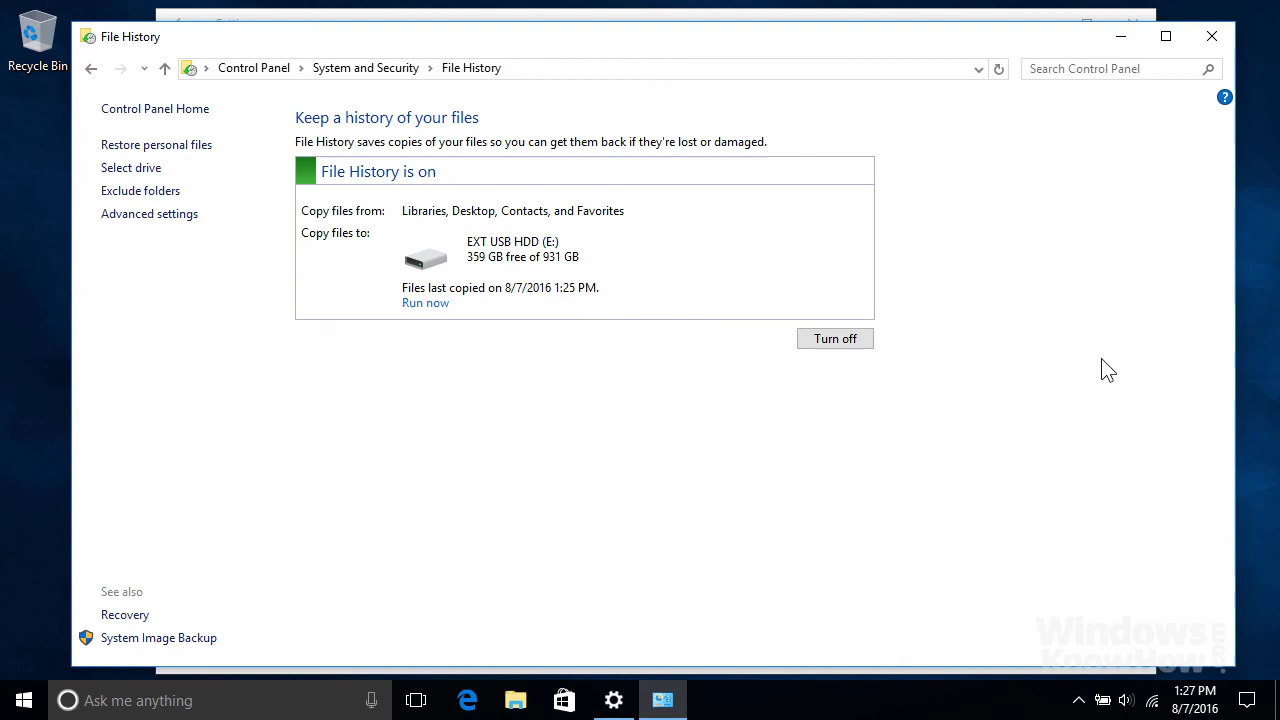 Recycle Bin
File History
Control Panel
System and Security
File History
Search Control Panel
Control Panel Home
Restore personal files
Select drive
Exclude folders
Advanced settings
Keep a history of your files
File History saves copies of your files so you can get them back if they're lost or damaged.
File History is on
Copy files from: Libraries, Desktop, Contacts, and Favorites
Copy files to:
EXT USB HDD (E:)
359 GB free of 931 GB
Files last copied on 8/7/2016 1:25 PM.
Run now
Turn off
See also
Recovery
System Image Backup
Windows
KnowHow.com
Ask me anything
1:27 PM
8/7/2016